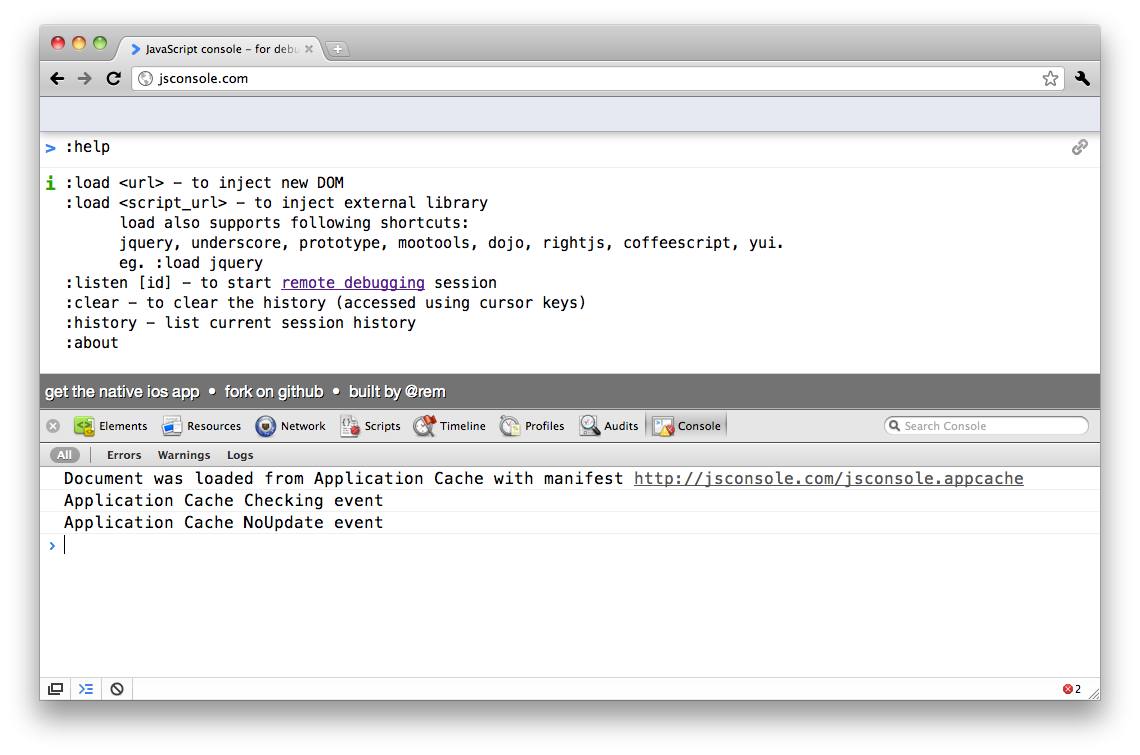 JavaScript console – for debu
jsconsole.com
> :help
i :load <url> – to inject new DOM
:load <script_url> – to inject external library
load also supports following shortcuts:
jquery, underscore, prototype, mootools, dojo, rightjs, coffeescript, yui.
eg. :load jquery
:listen [id] – to start remote debugging session
:clear – to clear the history (accessed using cursor keys)
:history – list current session history
:about
get the native ios app • fork on github • built by @rem
Elements Resources Network Scripts Timeline Profiles Audits Console Search Console
All Errors Warnings Logs
Document was loaded from Application Cache with manifest http://jsconsole.com/jsconsole.appcache
Application Cache Checking event
Application Cache NoUpdate event
>
2